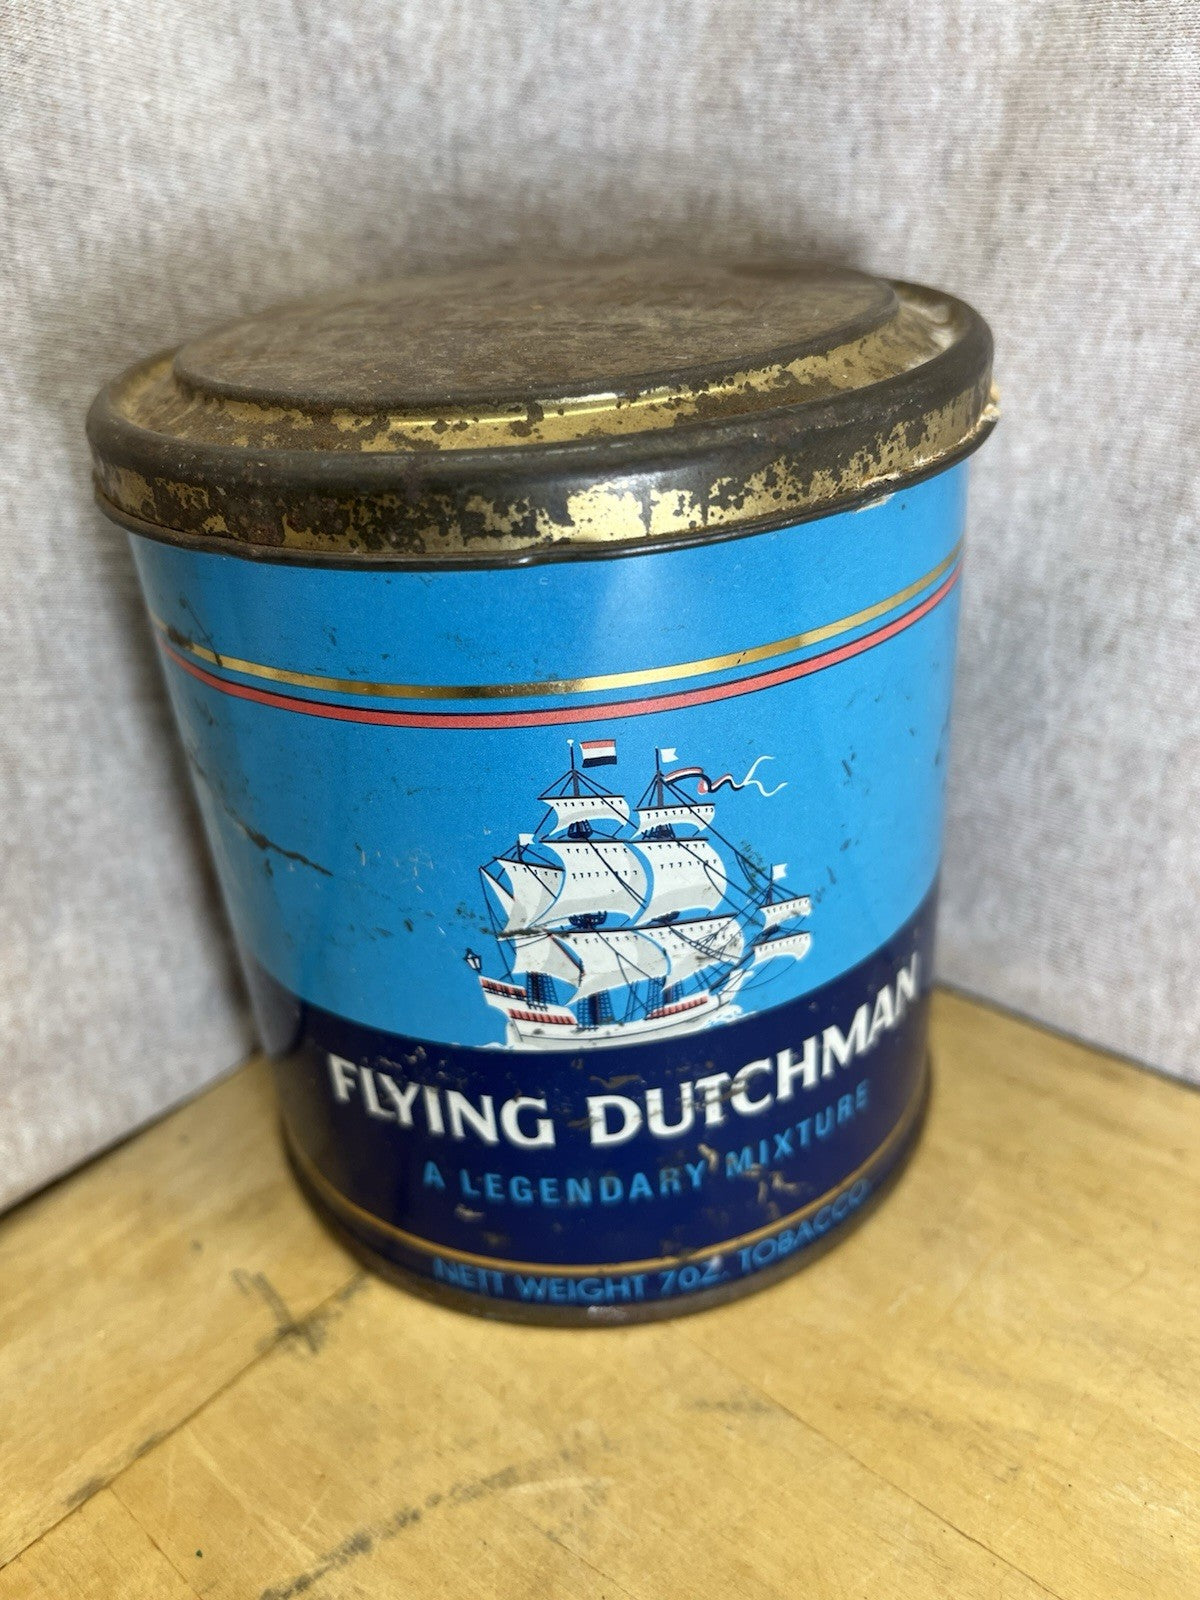 FLYING DUTCHMAN
A LEGENDARY MIXTURE
NETT WEIGHT 7OZ. TOBACCO